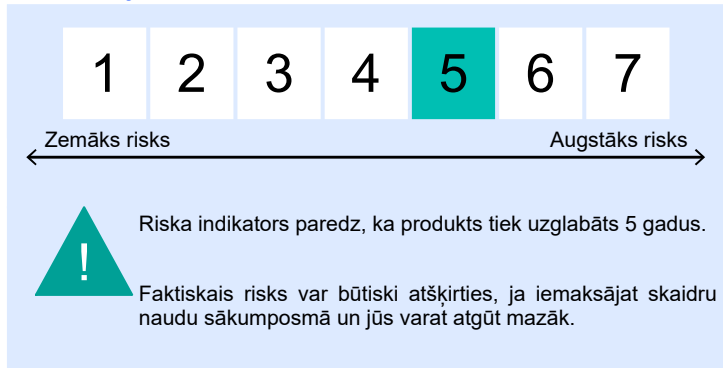 1 2 3 4 5 6 7
Zemāks risks Augstāks risks
Riska indikators paredz, ka produkts tiek uzglabāts 5 gadus.
!
Faktiskais risks var būtiski atšķirties, ja iemaksājat skaidru
naudu sākumposmā un jūs varat atgūt mazāk.